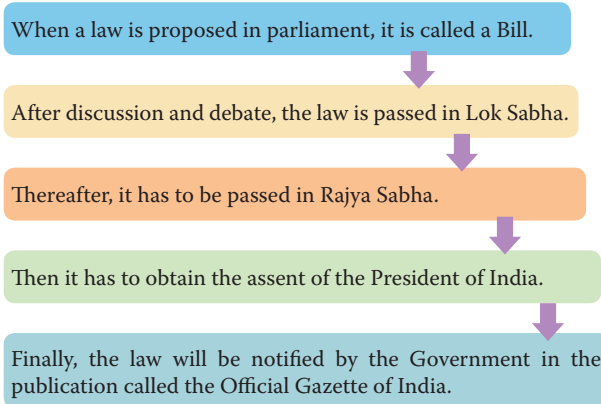 When a law is proposed in parliament, it is called a Bill.
After discussion and debate, the law is passed in Lok Sabha.
Thereafter, it has to be passed in Rajya Sabha.
Then it has to obtain the assent of the President of India.
Finally, the law will be notified by the Government in the
publication called the Official Gazette of India.